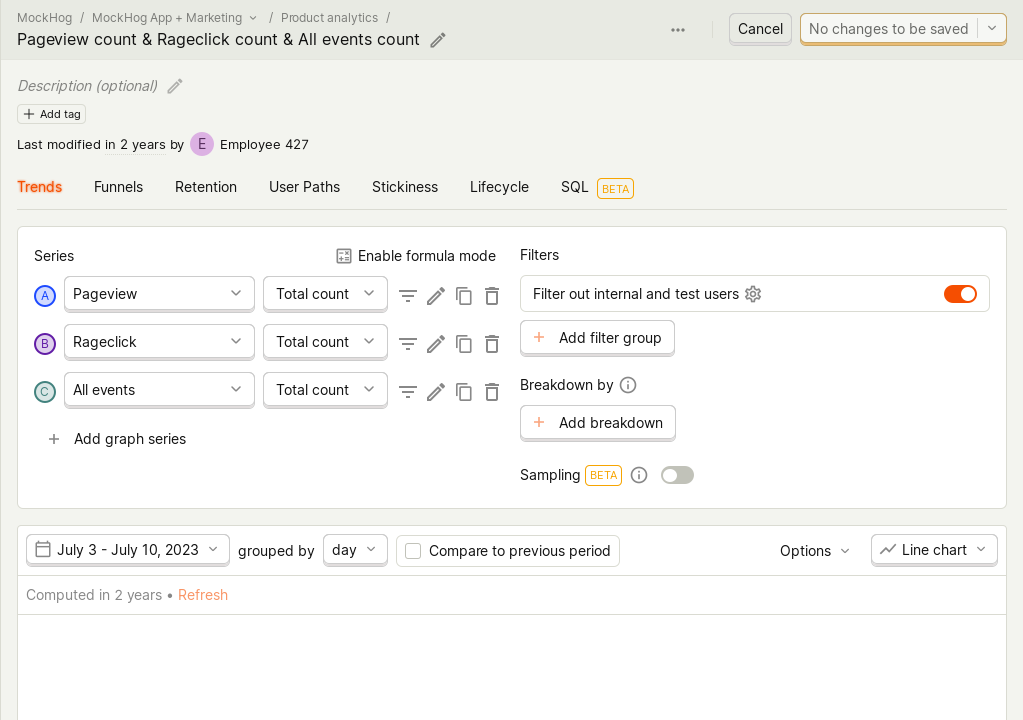 MockHog / MockHog App + Marketing / Product analytics /
Pageview count & Rageclick count & All events count
Cancel
No changes to be saved
Description (optional)
Add tag
Last modified in 2 years by E Employee 427
Trends Funnels Retention User Paths Stickiness Lifecycle SQL BETA
Series Enable formula mode
A Pageview Total count
B Rageclick Total count
C All events Total count
+ Add graph series
Filters
Filter out internal and test users
+ Add filter group
Breakdown by
+ Add breakdown
Sampling BETA
July 3 - July 10, 2023 grouped by day Compare to previous period Options Line chart
Computed in 2 years • Refresh